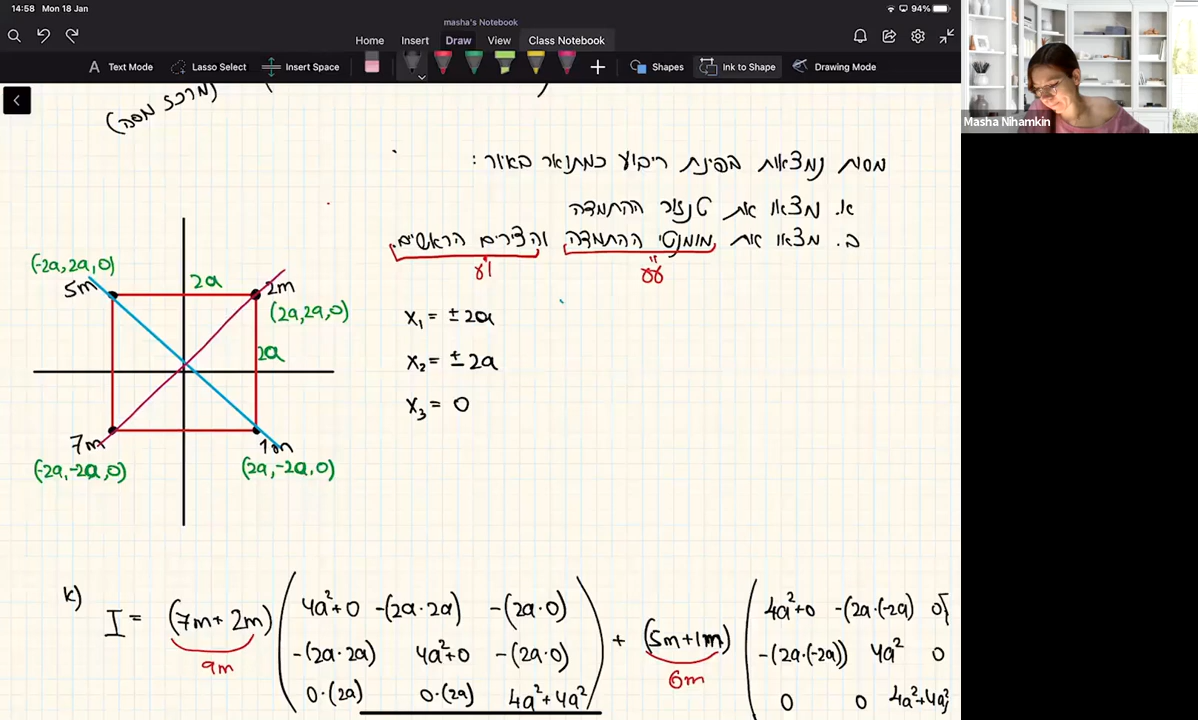 14:58 Mon 18 Jan
94%
masha's Notebook
Home Insert Draw View Class Notebook
Text Mode Lasso Select Insert Space Shapes Ink to Shape Drawing Mode
Masha Nihamkin
(מרכז מסה)
מסות נמצאות בפינת ריבוע כמתואר באיור:
א. מצאו את טנזור ההתמדה
ב. מצאו את מומנטי ההתמדה והצירים הראשים.
(-2a,2a,0)
5m
2a
2m
(2a,2a,0)
2a
7m
(-2a,-2a,0)
1m
(2a,-2a,0)
x₁ = ±2a
x₂ = ±2a
x₃ = 0
א)
I = (7m+2m) ( 4a²+0 -(2a·2a) -(2a·0) + (5m+1m) ( 4a²+0 -(2a·(-2a) 0
-(2a·2a) 4a²+0 -(2a·0) -(2a·(-2a)) 4a² 0
0·(2a) 0·(2a) 4a²+4a² ) 0 0 4a²+4a²
9m
6m